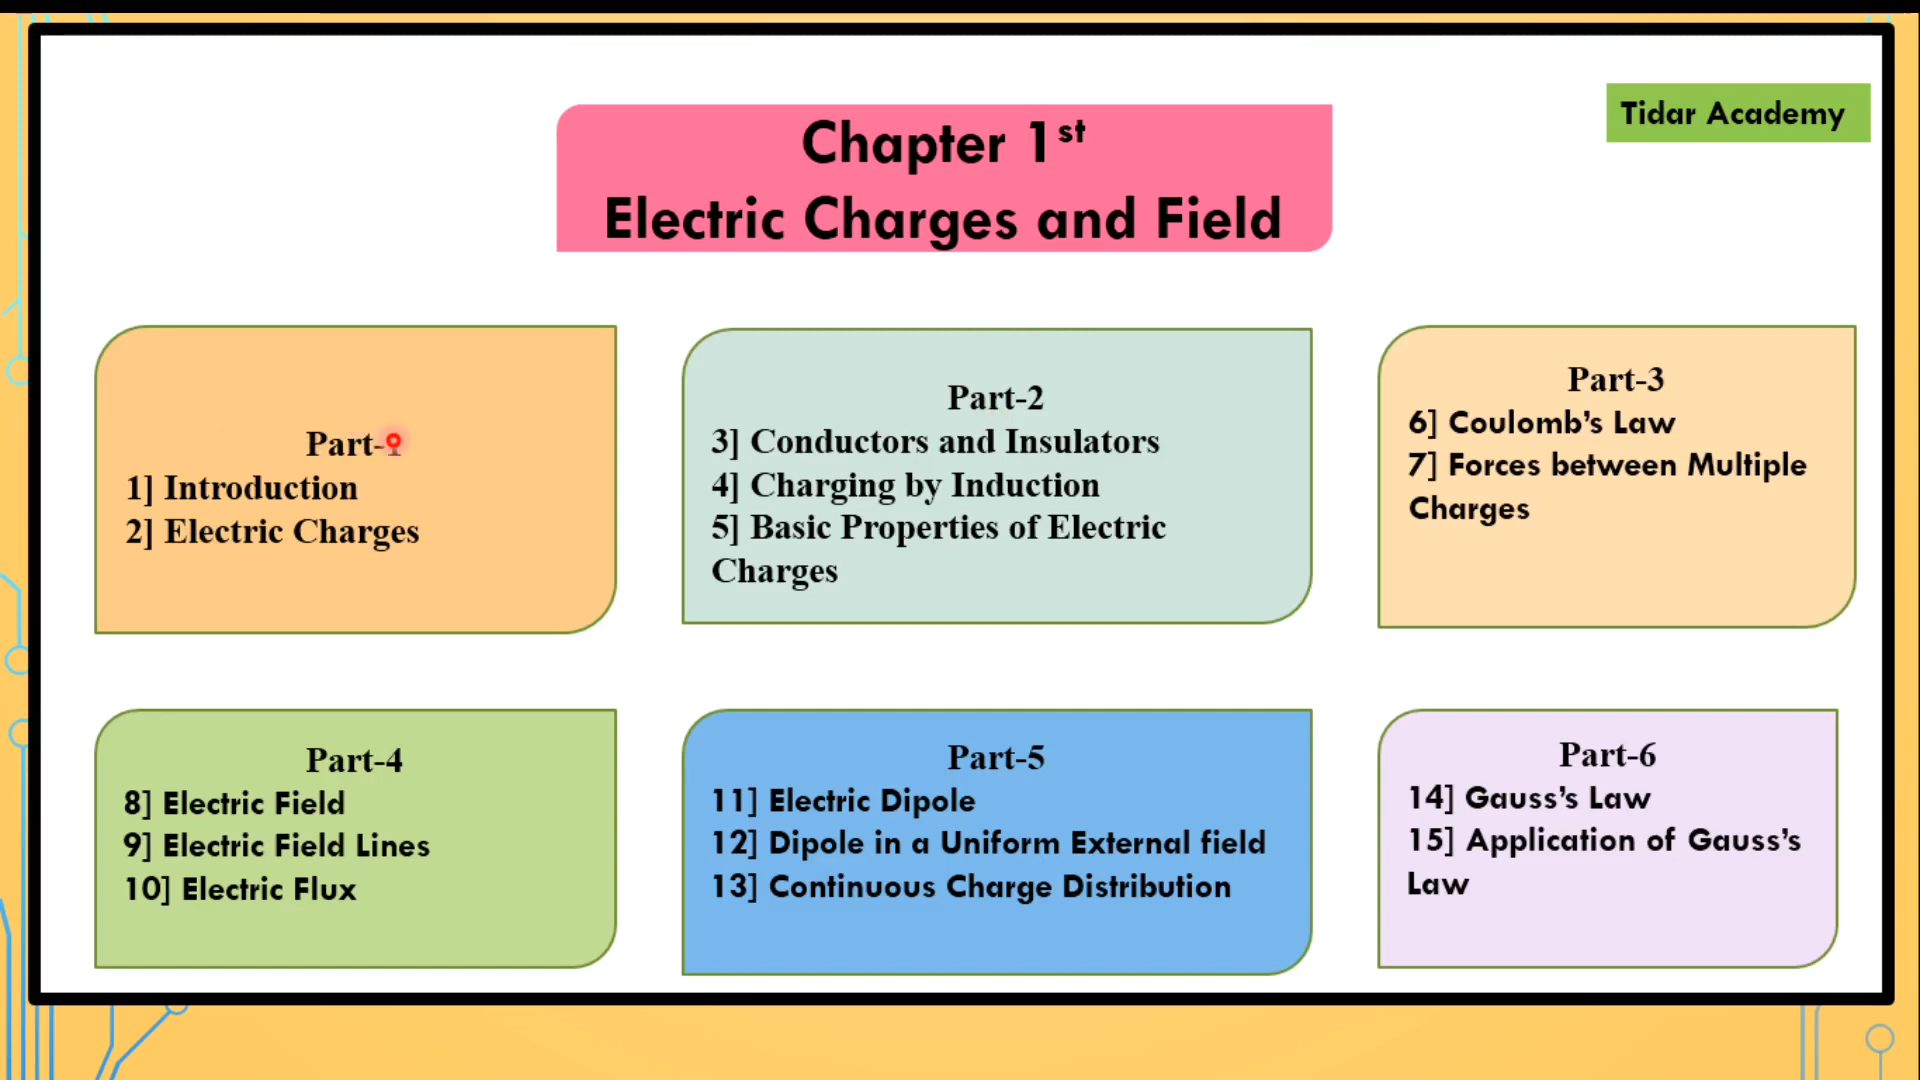 Tidar Academy
Chapter 1st
Electric Charges and Field
Part-1
1] Introduction
2] Electric Charges
Part-2
3] Conductors and Insulators
4] Charging by Induction
5] Basic Properties of Electric
Charges
Part-3
6] Coulomb’s Law
7] Forces between Multiple
Charges
Part-4
8] Electric Field
9] Electric Field Lines
10] Electric Flux
Part-5
11] Electric Dipole
12] Dipole in a Uniform External field
13] Continuous Charge Distribution
Part-6
14] Gauss’s Law
15] Application of Gauss’s
Law